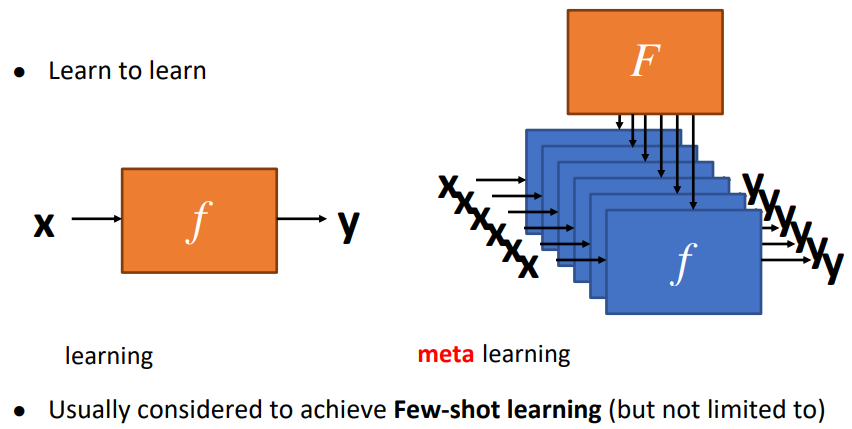 F
• Learn to learn
x f y
x x x x x x f y y y y y y
learning
meta learning
• Usually considered to achieve Few-shot learning (but not limited to)